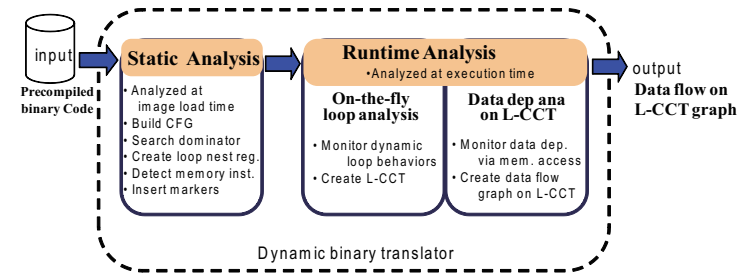 input
Precompiled
binary Code
Static Analysis
• Analyzed at
image load time
• Build CFG
• Search dominator
• Create loop nest reg.
• Detect memory inst.
• Insert markers
Runtime Analysis
•Analyzed at execution time
On-the-fly
loop analysis
• Monitor dynamic
loop behaviors
• Create L-CCT
Data dep ana
on L-CCT
• Monitor data dep.
via mem. access
• Create data flow
graph on L-CCT
output
Data flow on
L-CCT graph
Dynamic binary translator